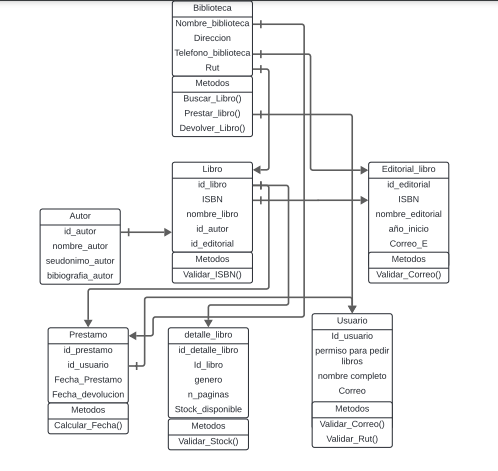 Biblioteca
Nombre_biblioteca
Direccion
Telefono_biblioteca
Rut
Metodos
Buscar_Libro()
Prestar_libro()
Devolver_Libro()
Libro
id_libro
ISBN
nombre_libro
id_autor
id_editorial
Metodos
Validar_ISBN()
Editorial_libro
id_editorial
ISBN
nombre_editorial
año_inicio
Correo_E
Metodos
Validar_Correo()
Autor
id_autor
nombre_autor
seudonimo_autor
bibiografia_autor
Prestamo
id_prestamo
id_usuario
Fecha_Prestamo
Fecha_devolucion
Metodos
Calcular_Fecha()
detalle_libro
id_detalle_libro
Id_libro
genero
n_paginas
Stock_disponible
Metodos
Validar_Stock()
Usuario
Id_usuario
permiso para pedir
libros
nombre completo
Correo
Metodos
Validar_Correo()
Validar_Rut()